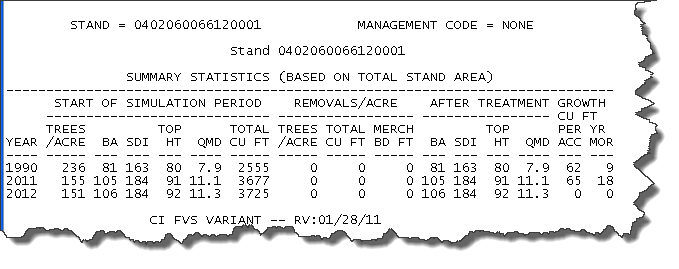 STAND = 0402060066120001 MANAGEMENT CODE = NONE
Stand 0402060066120001
SUMMARY STATISTICS (BASED ON TOTAL STAND AREA)
START OF SIMULATION PERIOD REMOVALS/ACRE AFTER TREATMENT GROWTH
CU FT
TREES TOP TOTAL TREES TOTAL MERCH TOP PER YR
YEAR /ACRE BA SDI HT QMD CU FT /ACRE CU FT BD FT BA SDI HT QMD ACC MOR
1990 236 81 163 80 7.9 2555 0 0 0 81 163 80 7.9 62 9
2011 155 105 184 91 11.1 3677 0 0 0 105 184 91 11.1 65 18
2012 151 106 184 92 11.3 3725 0 0 0 106 184 92 11.3 0 0
CI FVS VARIANT -- RV:01/28/11